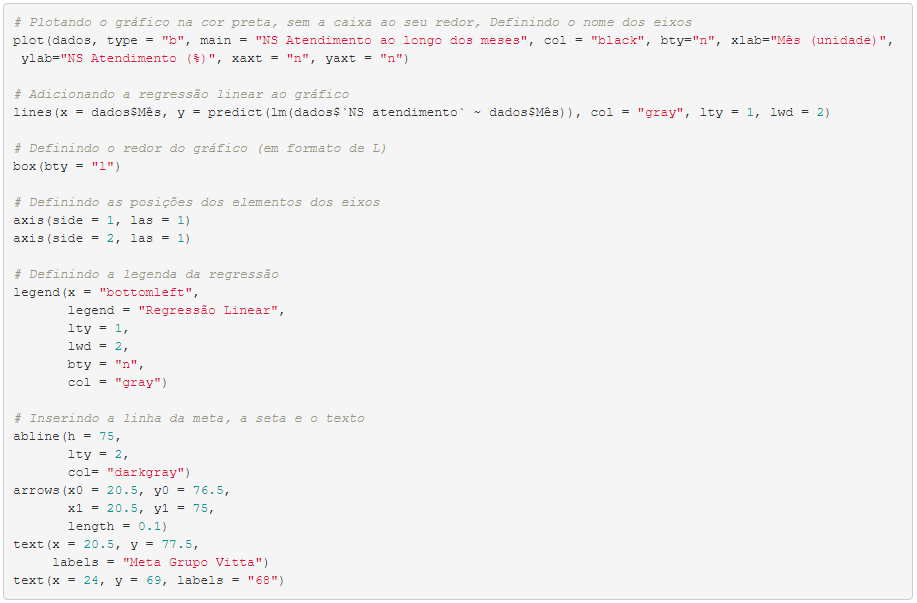 # Plotando o gráfico na cor preta, sem a caixa ao seu redor, Definindo o nome dos eixos
plot(dados, type = "b", main = "NS Atendimento ao longo dos meses", col = "black", bty="n", xlab="Mês (unidade)",
 ylab="NS Atendimento (%)", xaxt = "n", yaxt = "n")

# Adicionando a regressão linear ao gráfico
lines(x = dados$Mês, y = predict(lm(dados$`NS atendimento` ~ dados$Mês)), col = "gray", lty = 1, lwd = 2)

# Definindo o redor do gráfico (em formato de L)
box(bty = "l")

# Definindo as posições dos elementos dos eixos
axis(side = 1, las = 1)
axis(side = 2, las = 1)

# Definindo a legenda da regressão
legend(x = "bottomleft",
       legend = "Regressão Linear",
       lty = 1,
       lwd = 2,
       bty = "n",
       col = "gray")

# Inserindo a linha da meta, a seta e o texto
abline(h = 75,
       lty = 2,
       col= "darkgray")
arrows(x0 = 20.5, y0 = 76.5,
       x1 = 20.5, y1 = 75,
       length = 0.1)
text(x = 20.5, y = 77.5,
     labels = "Meta Grupo Vitta")
text(x = 24, y = 69, labels = "68")